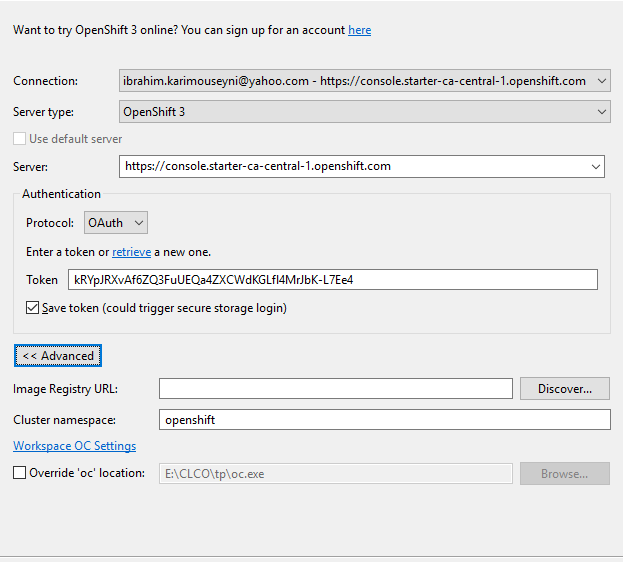 Want to try OpenShift 3 online? You can sign up for an account here
Connection: ibrahim.karimouseyni@yahoo.com - https://console.starter-ca-central-1.openshift.com
Server type: OpenShift 3
Use default server
Server: https://console.starter-ca-central-1.openshift.com
Authentication
Protocol: OAuth
Enter a token or retrieve a new one.
Token kRYpJRXvAf6ZQ3FuUEQa4ZXCWdKGLfI4MrJbK-L7Ee4
Save token (could trigger secure storage login)
<< Advanced
Image Registry URL: Discover...
Cluster namespace: openshift
Workspace OC Settings
Override 'oc' location: E:\CLCO\tp\oc.exe Browse...